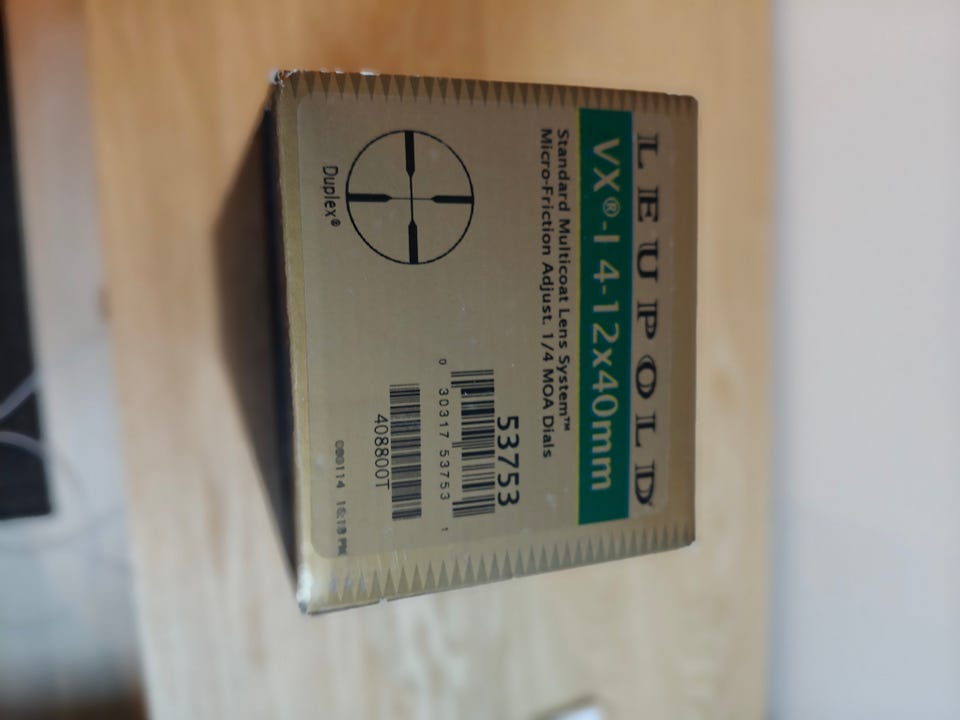 LEUPOLD
VX®-I 4-12x40mm
Standard Multicoat Lens System™
Micro-Friction Adjust. 1/4 MOA Dials
Duplex®
53753
0 30317 53753 1
408800T